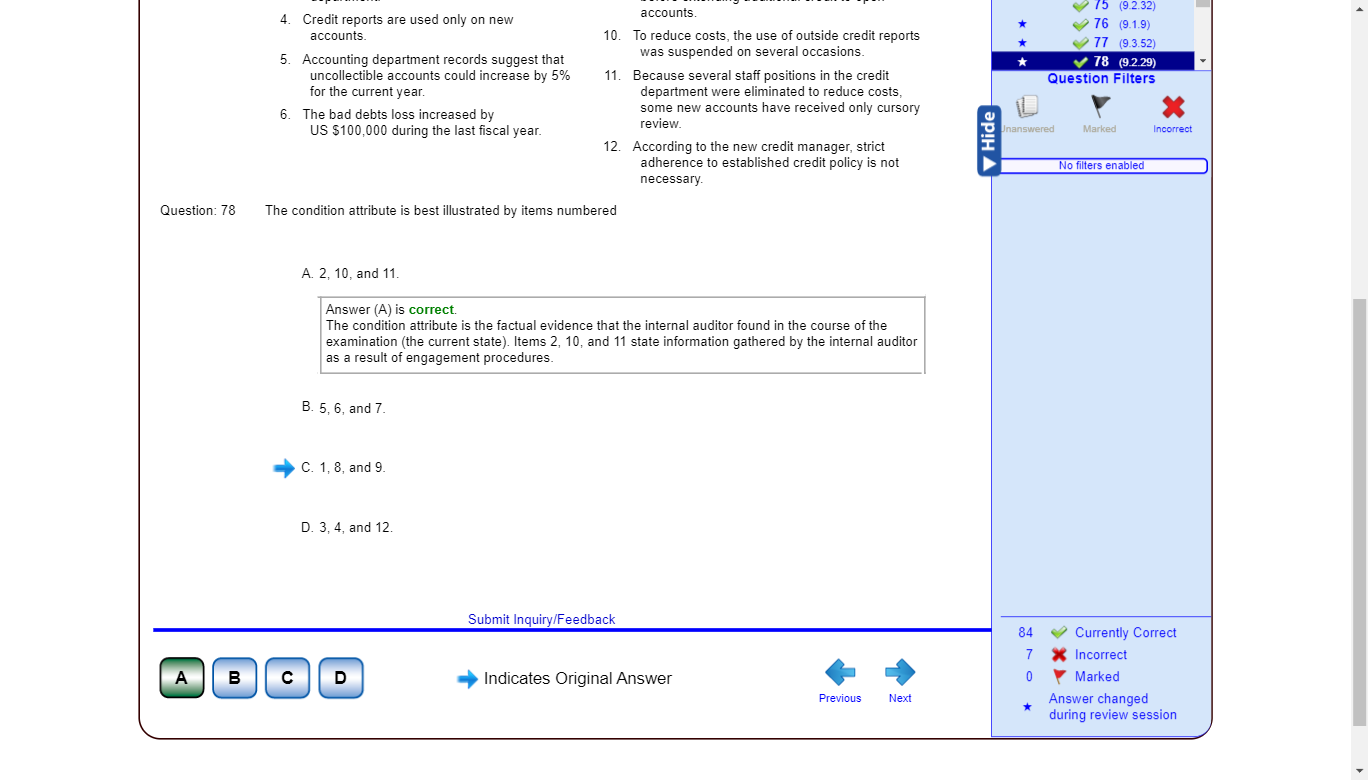 4. Credit reports are used only on new
accounts.
5. Accounting department records suggest that
uncollectible accounts could increase by 5%
for the current year.
6. The bad debts loss increased by
US $100,000 during the last fiscal year.
accounts.
10. To reduce costs, the use of outside credit reports
was suspended on several occasions.
11. Because several staff positions in the credit
department were eliminated to reduce costs,
some new accounts have received only cursory
review.
12. According to the new credit manager, strict
adherence to established credit policy is not
necessary.
Question: 78 The condition attribute is best illustrated by items numbered
A. 2, 10, and 11.
Answer (A) is correct.
The condition attribute is the factual evidence that the internal auditor found in the course of the
examination (the current state). Items 2, 10, and 11 state information gathered by the internal auditor
as a result of engagement procedures.
B. 5, 6, and 7.
C. 1, 8, and 9.
D. 3, 4, and 12.
Submit Inquiry/Feedback
A B C D
Indicates Original Answer
Previous Next
75 (9.2.32)
76 (9.1.9)
77 (9.3.52)
78 (9.2.29)
Question Filters
Unanswered Marked Incorrect
Hide
No filters enabled
84 Currently Correct
7 Incorrect
0 Marked
Answer changed
during review session